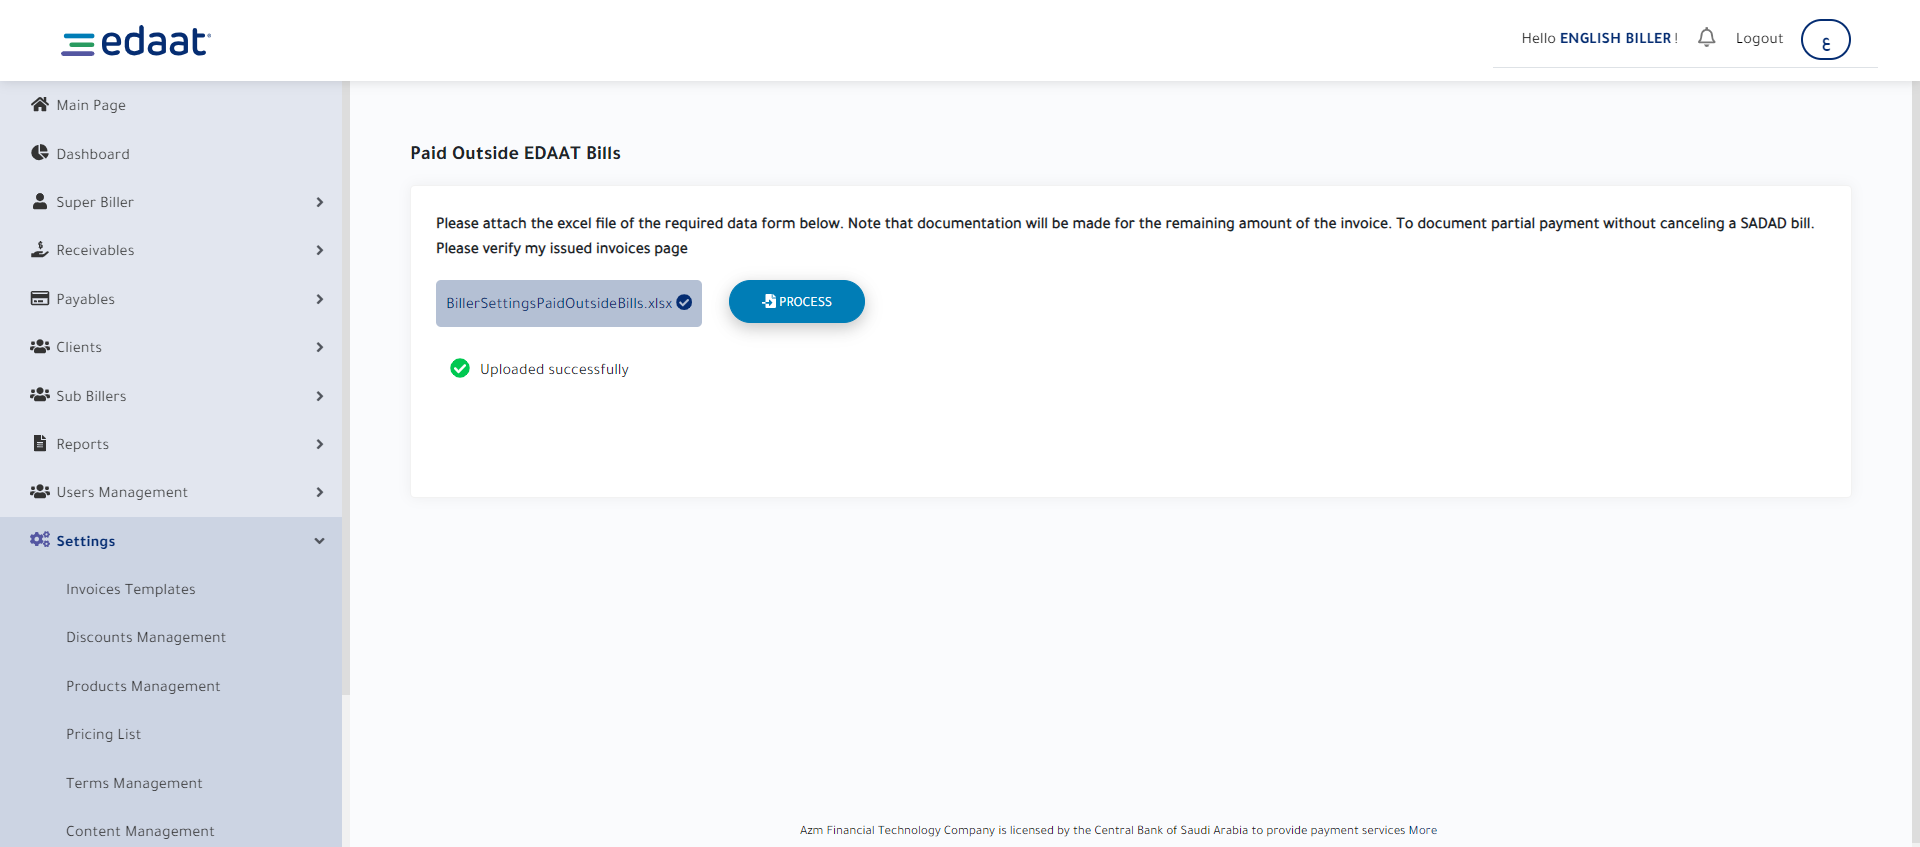 edaat
Hello ENGLISH BILLER !
Logout
ع
Main Page
Dashboard
Super Biller
Receivables
Payables
Clients
Sub Billers
Reports
Users Management
Settings
Invoices Templates
Discounts Management
Products Management
Pricing List
Terms Management
Content Management
Paid Outside EDAAT Bills
Please attach the excel file of the required data form below. Note that documentation will be made for the remaining amount of the invoice. To document partial payment without canceling a SADAD bill.
Please verify my issued invoices page
BillerSettingsPaidOutsideBills.xlsx
PROCESS
Uploaded successfully
Azm Financial Technology Company is licensed by the Central Bank of Saudi Arabia to provide payment services More